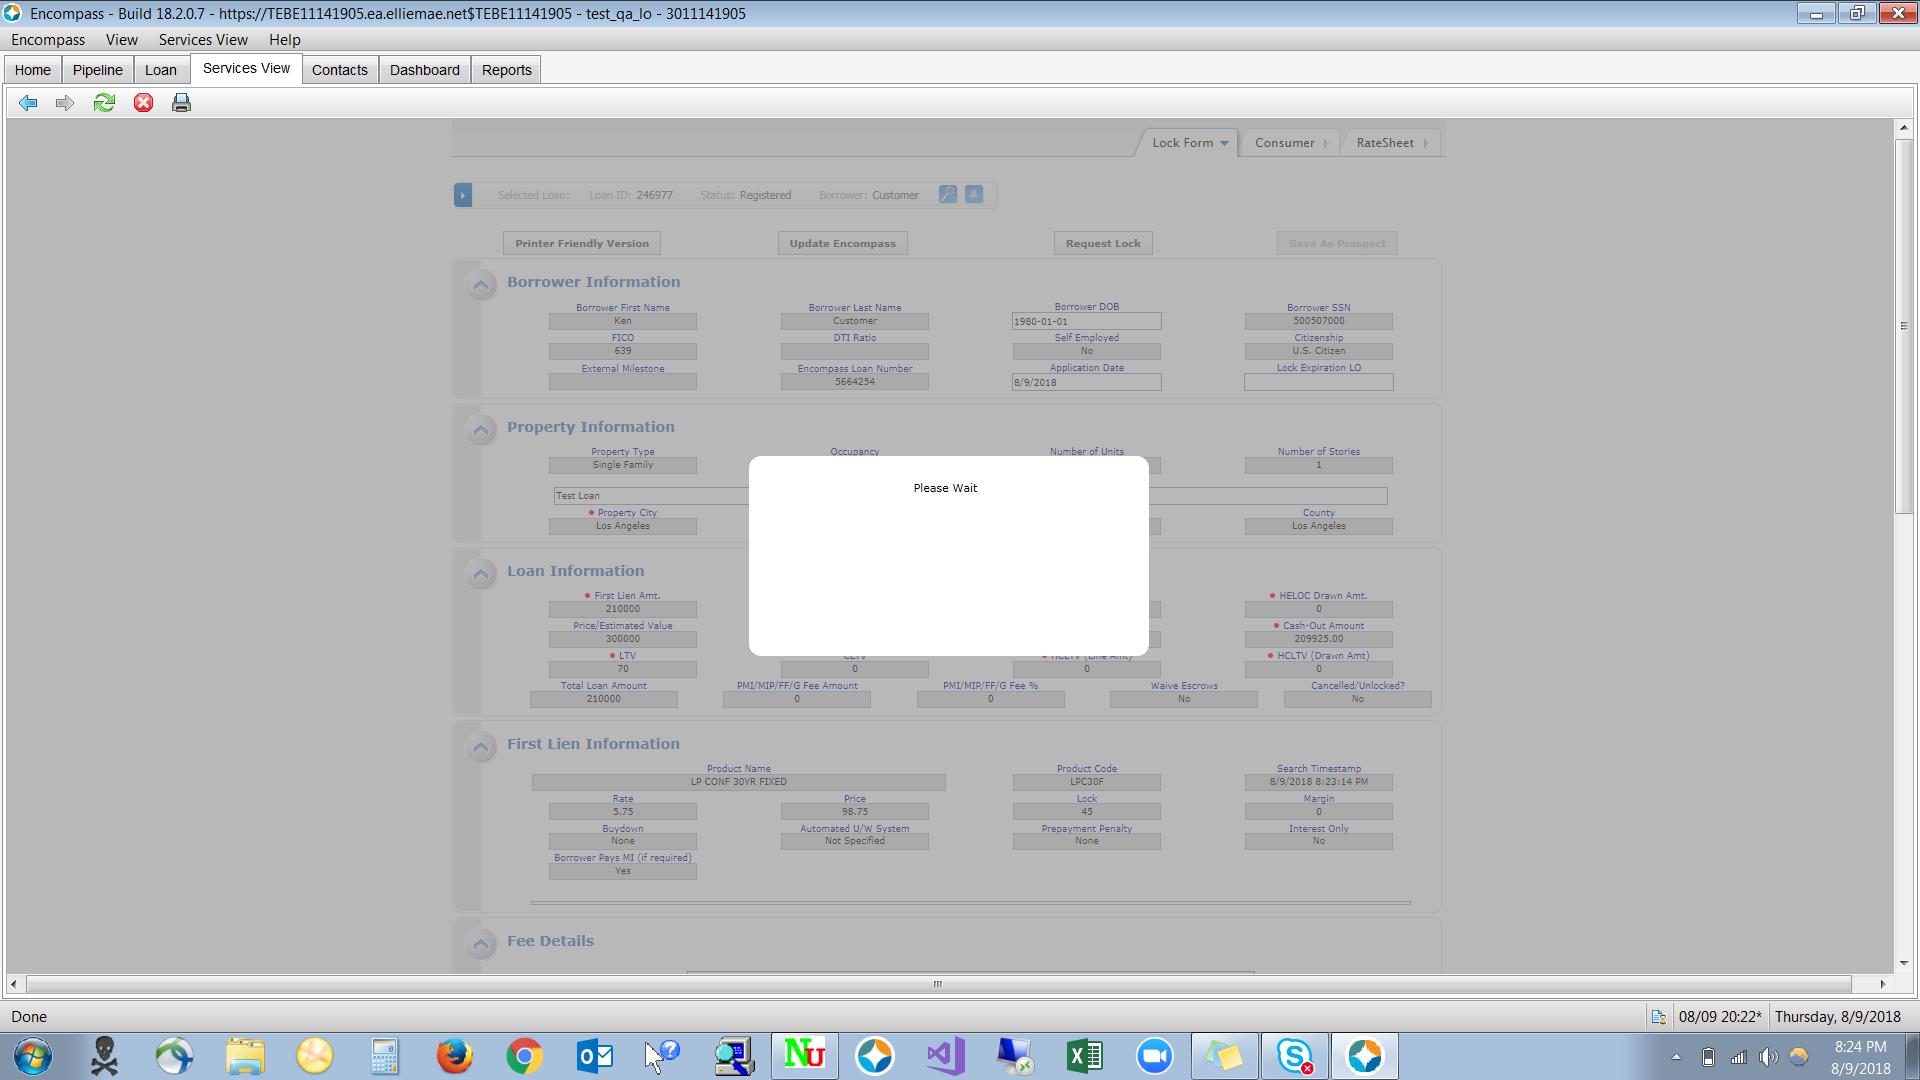 Encompass - Build 18.2.0.7 - https://TEBE11141905.ea.elliemae.net$TEBE11141905 - test_qa_lo - 3011141905
Encompass View Services View Help
Home Pipeline Loan Services View Contacts Dashboard Reports
Lock Form Consumer RateSheet
Selected Loan: Loan ID: 246977 Status: Registered Borrower: Customer
Printer Friendly Version Update Encompass Request Lock Save As Prospect
Borrower Information
Borrower First Name Borrower Last Name Borrower DOB Borrower SSN
Ken Customer 1980-01-01 500507000
FICO DTI Ratio Self Employed Citizenship
639 No U.S. Citizen
External Milestone Encompass Loan Number Application Date Lock Expiration LO
5664254 8/9/2018
Property Information
Property Type Occupancy Number of Units Number of Stories
Single Family 1
Test Loan
Property City County
Los Angeles Los Angeles
Please Wait
Loan Information
First Lien Amt. HELOC Drawn Amt.
210000 0
Price/Estimated Value Cash-Out Amount
300000 209925.00
LTV CLTV HCLTV (Line Amt) HCLTV (Drawn Amt)
70 0 0 0
Total Loan Amount PMI/MIP/FF/G Fee Amount PMI/MIP/FF/G Fee % Waive Escrows Cancelled/Unlocked?
210000 0 0 No No
First Lien Information
Product Name Product Code Search Timestamp
LP CONF 30YR FIXED LPC30F 8/9/2018 8:23:14 PM
Rate Price Lock Margin
5.75 98.75 45 0
Buydown Automated U/W System Prepayment Penalty Interest Only
None Not Specified None No
Borrower Pays MI (if required)
Yes
Fee Details
Done 08/09 20:22* Thursday, 8/9/2018
Nu
8:24 PM
8/9/2018